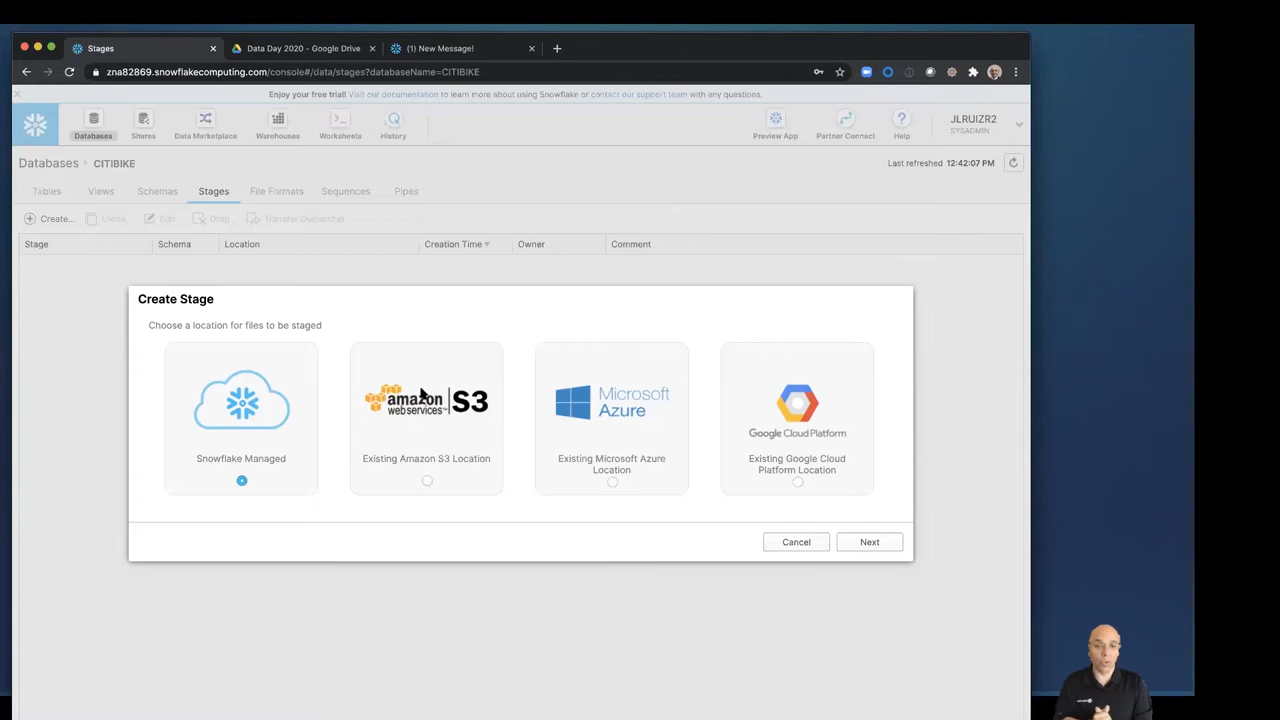 Stages
Data Day 2020 - Google Drive
(1) New Message!
zna82869.snowflakecomputing.com/console#/data/stages?databaseName=CITIBIKE
Enjoy your free trial! Visit our documentation to learn more about using Snowflake or contact our support team with any questions.
Databases
Shares
Data Marketplace
Warehouses
Worksheets
History
Preview App
Partner Connect
Help
JLRUIZR2
SYSADMIN
Databases > CITIBIKE
Last refreshed 12:42:07 PM
Tables Views Schemas Stages File Formats Sequences Pipes
Create... Clone... Edit... Drop... Transfer Ownership
Stage Schema Location Creation Time Owner Comment
Create Stage
Choose a location for files to be staged
Snowflake Managed
amazon
web services™ | S3
Existing Amazon S3 Location
Microsoft
Azure
Existing Microsoft Azure
Location
Google Cloud Platform
Existing Google Cloud
Platform Location
Cancel
Next